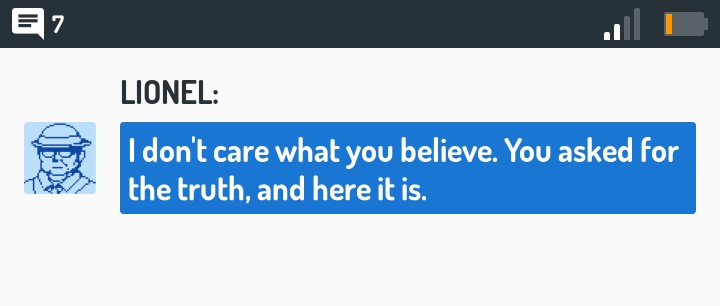 7
LIONEL:
I don't care what you believe. You asked for
the truth, and here it is.